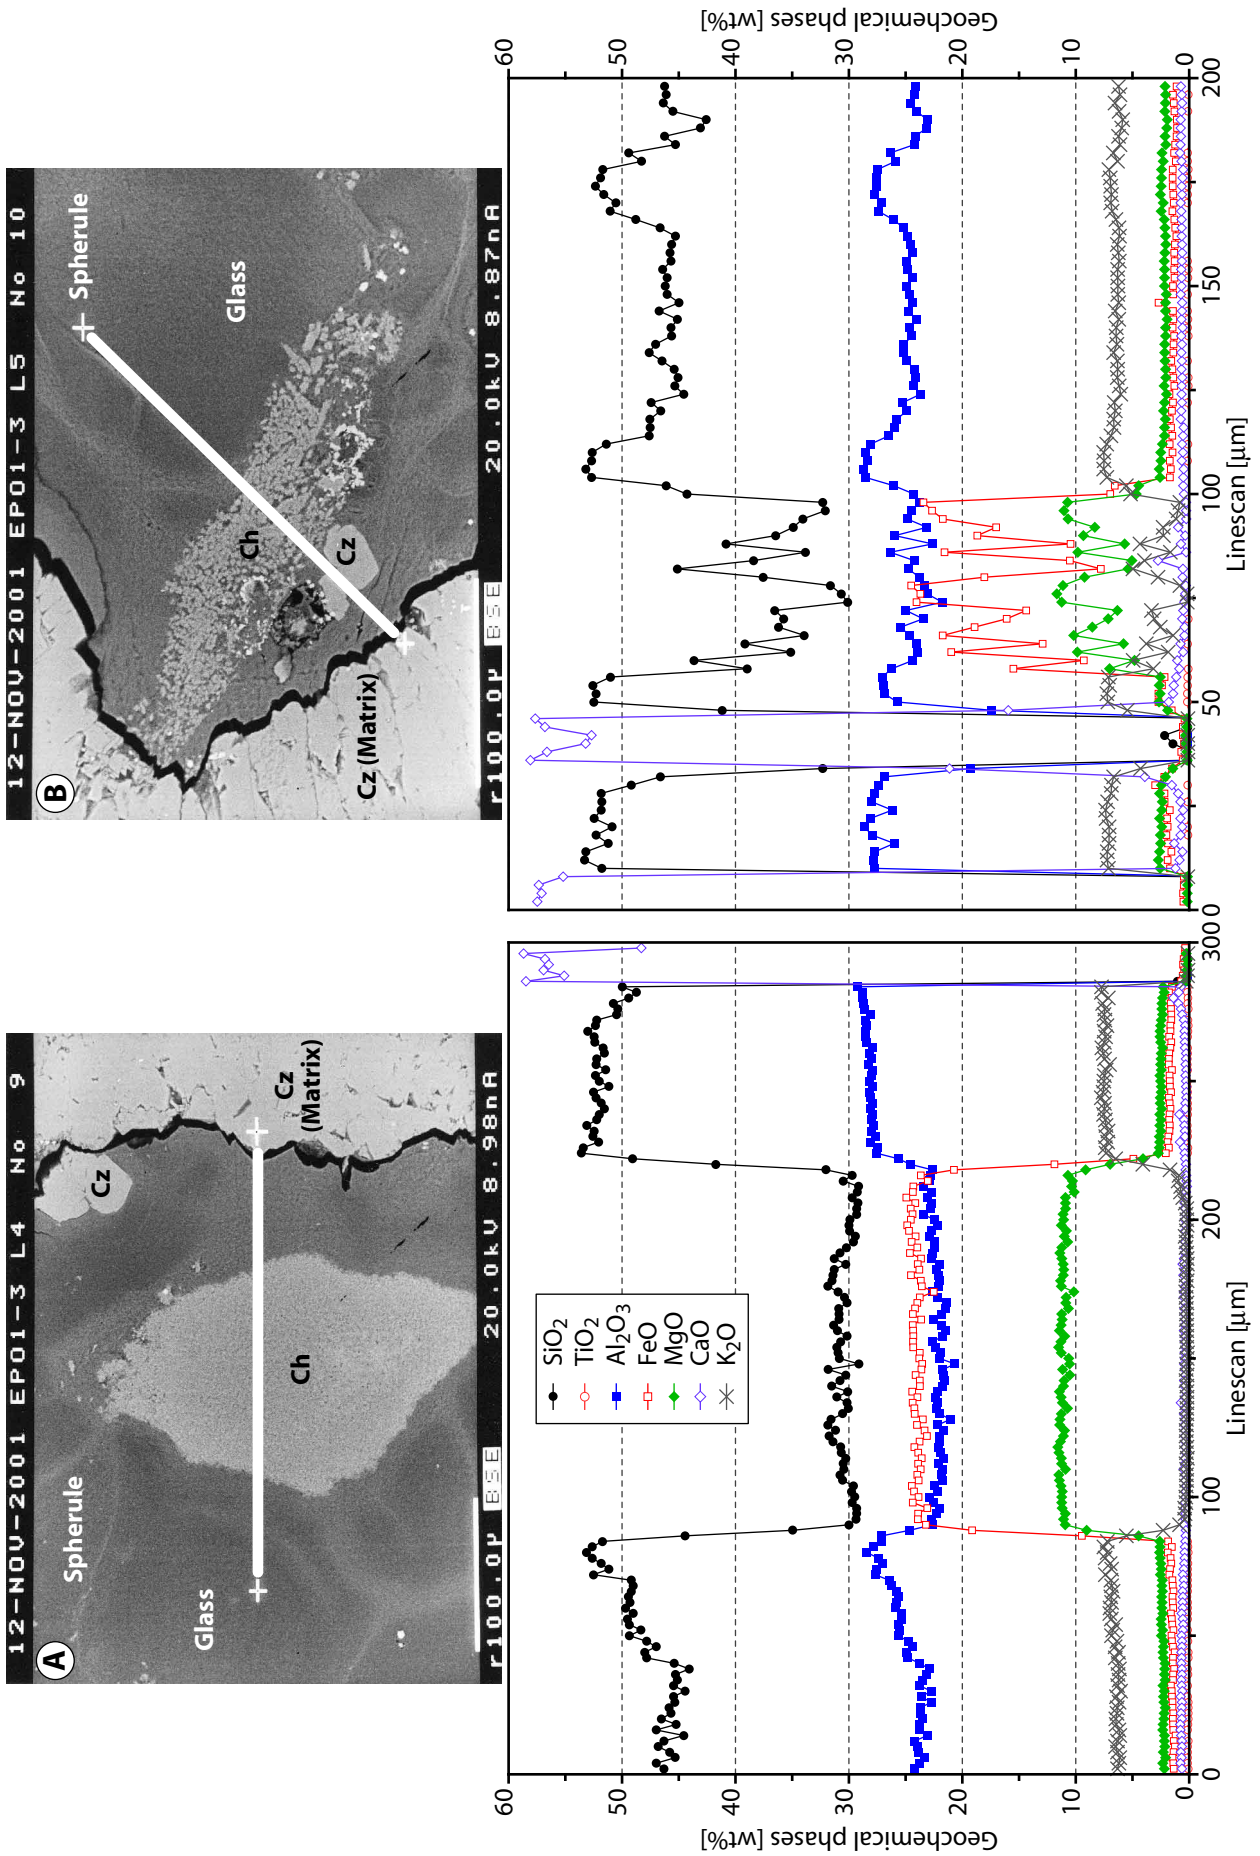 12-NOV-2001 EPO1-3 L4 No 9
A
Spherule
Glass
Ch
Cz
Cz
(Matrix)
r100.0µ BSE 20.0kV 8.98nA
12-NOV-2001 EPO1-3 L5 No 10
B
Spherule
Glass
Ch
Cz
Cz (Matrix)
r100.0µ BSE 20.0kV 8.87nA
Geochemical phases [wt%]
60
50
40
30
20
10
0
SiO₂
TiO₂
Al₂O₃
FeO
MgO
CaO
K₂O
0 100 200 300
Linescan [µm]
0 50 100 150 200
Linescan [µm]
60
50
40
30
20
10
0
Geochemical phases [wt%]